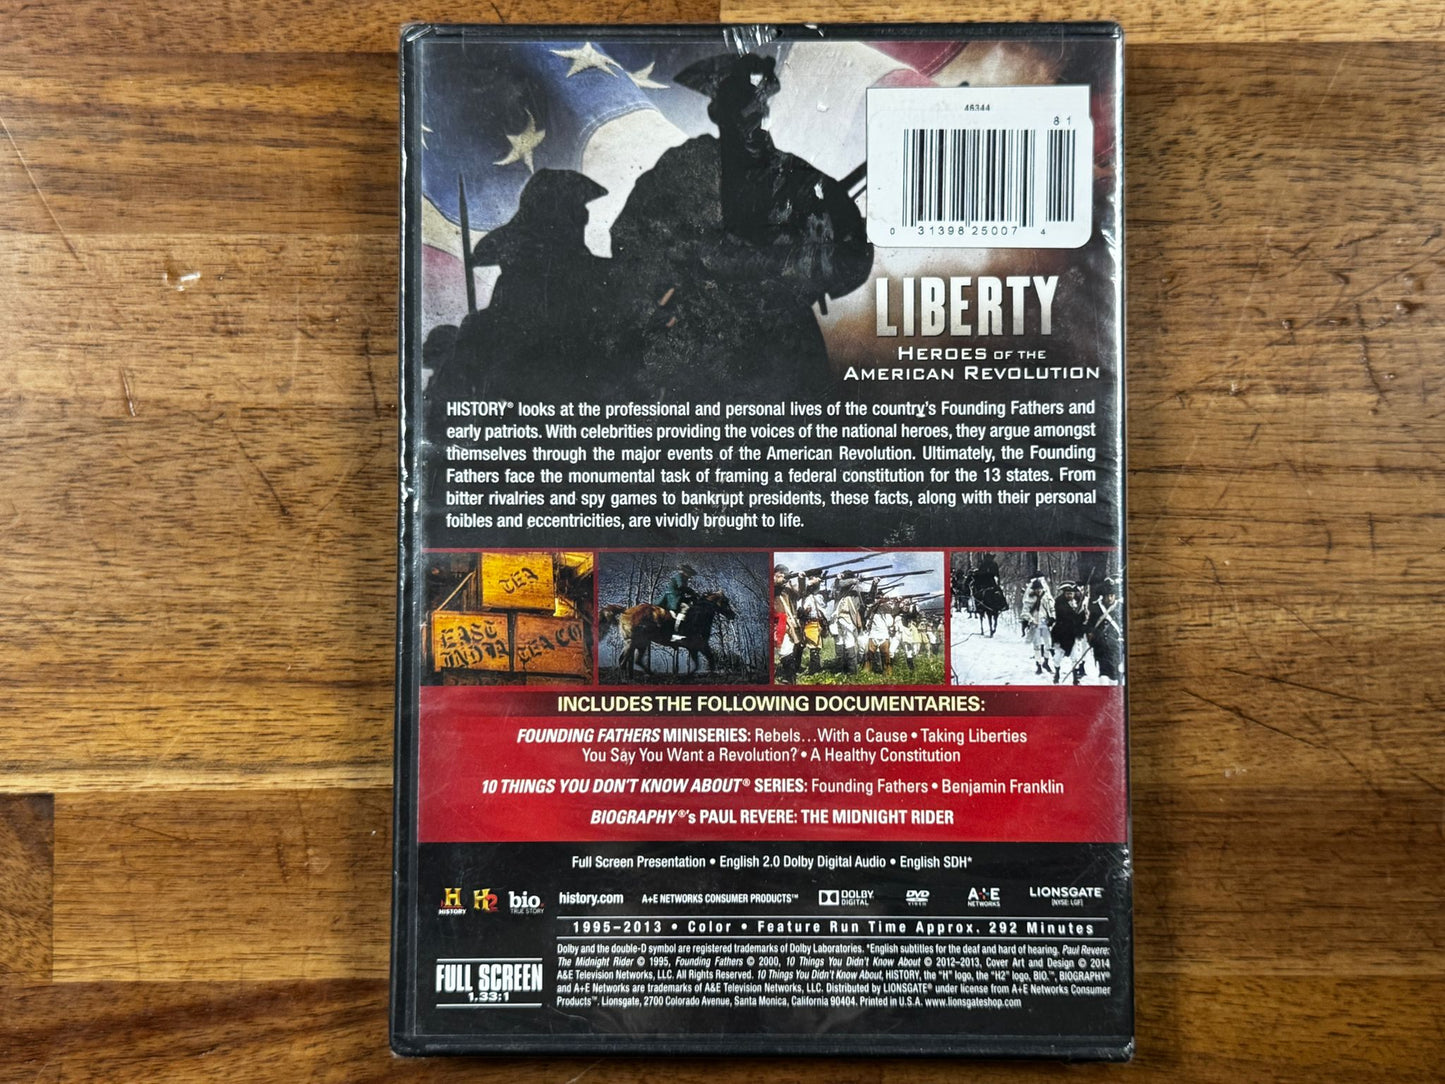 46344
81
0 31398 25007 4
LIBERTY
HEROES OF THE
AMERICAN REVOLUTION
HISTORY® looks at the professional and personal lives of the country's Founding Fathers and
early patriots. With celebrities providing the voices of the national heroes, they argue amongst
themselves through the major events of the American Revolution. Ultimately, the Founding
Fathers face the monumental task of framing a federal constitution for the 13 states. From
bitter rivalries and spy games to bankrupt presidents, these facts, along with their personal
foibles and eccentricities, are vividly brought to life.
TEA
EAST
INDIA
TEA CO
INCLUDES THE FOLLOWING DOCUMENTARIES:
FOUNDING FATHERS MINISERIES: Rebels...With a Cause • Taking Liberties
You Say You Want a Revolution? • A Healthy Constitution
10 THINGS YOU DON'T KNOW ABOUT® SERIES: Founding Fathers • Benjamin Franklin
BIOGRAPHY®'s PAUL REVERE: THE MIDNIGHT RIDER
Full Screen Presentation • English 2.0 Dolby Digital Audio • English SDH*
H HISTORY H2 bio. TRUE STORY history.com A+E NETWORKS CONSUMER PRODUCTS™ DOLBY DIGITAL DVD VIDEO A+E NETWORKS LIONSGATE [NYSE: LGF]
1995–2013 • Color • Feature Run Time Approx. 292 Minutes
FULL SCREEN
1.33:1
Dolby and the double-D symbol are registered trademarks of Dolby Laboratories. *English subtitles for the deaf and hard of hearing. Paul Revere:
The Midnight Rider © 1995, Founding Fathers © 2000, 10 Things You Didn't Know About © 2012–2013, Cover Art and Design © 2014
A&E Television Networks, LLC. All Rights Reserved. 10 Things You Didn't Know About, HISTORY, the "H" logo, the "H2" logo, BIO.™, BIOGRAPHY®
and A+E Networks are trademarks of A&E Television Networks, LLC. Distributed by LIONSGATE® under license from A+E Networks Consumer
Products™. Lionsgate, 2700 Colorado Avenue, Santa Monica, California 90404. Printed in U.S.A. www.lionsgateshop.com